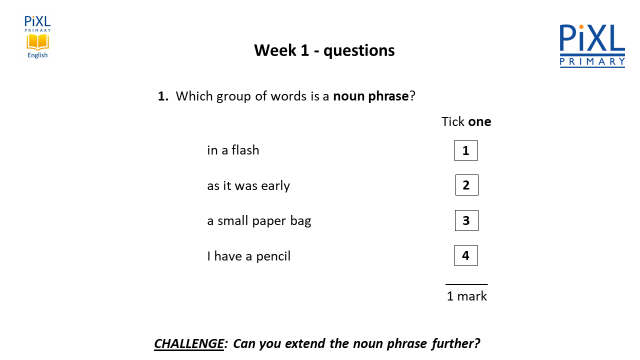 PiXL
PRIMARY
English
PiXL
PRIMARY
Week 1 - questions
1. Which group of words is a noun phrase?
Tick one
in a flash 1
as it was early 2
a small paper bag 3
I have a pencil 4
1 mark
CHALLENGE: Can you extend the noun phrase further?